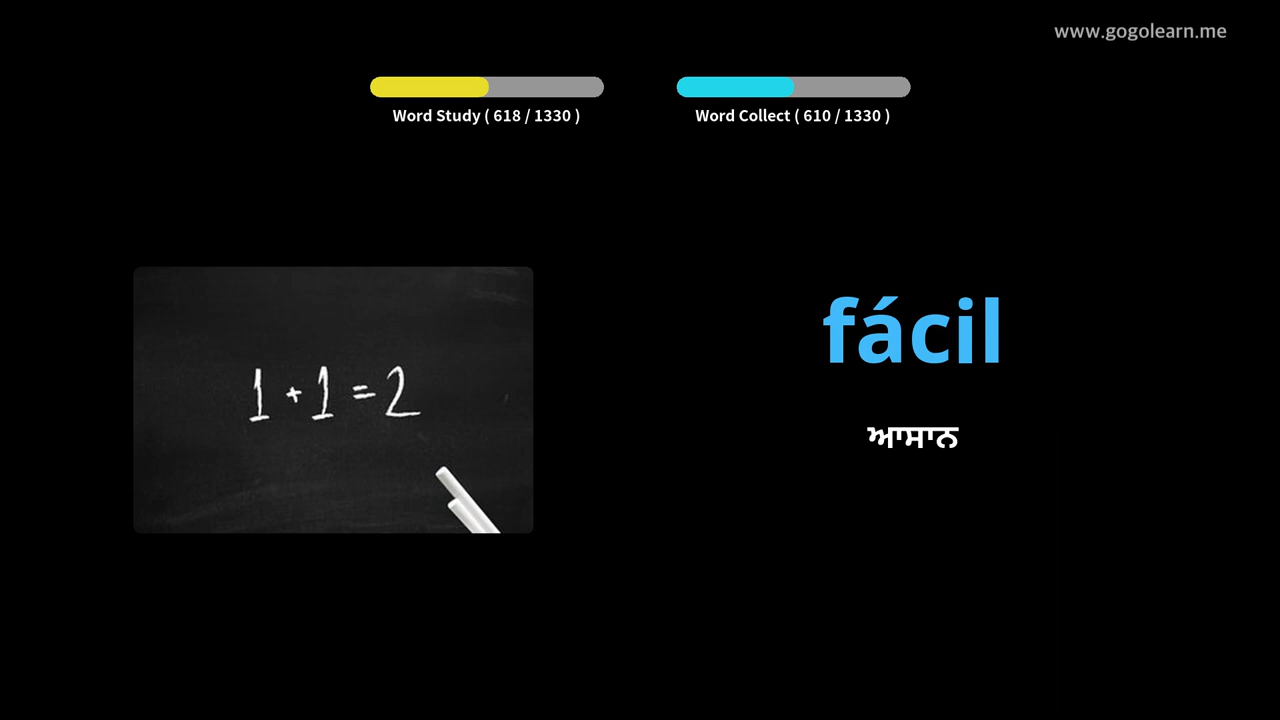 www.gogolearn.me
Word Study ( 618 / 1330 )
Word Collect ( 610 / 1330 )
1 + 1 = 2
fácil
ਆਸਾਨ